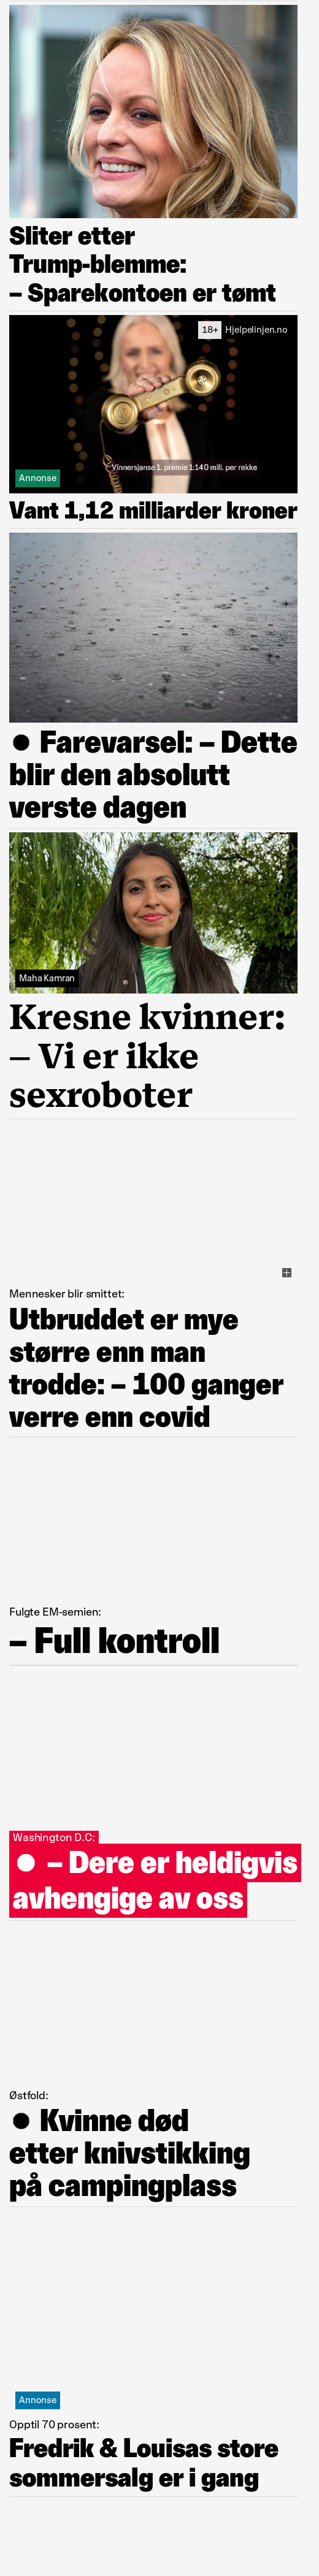 Sliter etter
Trump-blemme:
– Sparekontoen er tømt
18+ Hjelpelinjen.no
Vinnersjanse 1. premie 1:140 mill. per rekke
Annonse
Vant 1,12 milliarder kroner
● Farevarsel: – Dette
blir den absolutt
verste dagen
Maha Kamran
Kresne kvinner:
– Vi er ikke
sexroboter
Mennesker blir smittet:
Utbruddet er mye
større enn man
trodde: – 100 ganger
verre enn covid
Fulgte EM-semien:
– Full kontroll
Washington D.C:
● – Dere er heldigvis
avhengige av oss
Østfold:
● Kvinne død
etter knivstikking
på campingplass
Annonse
Opptil 70 prosent:
Fredrik & Louisas store
sommersalg er i gang